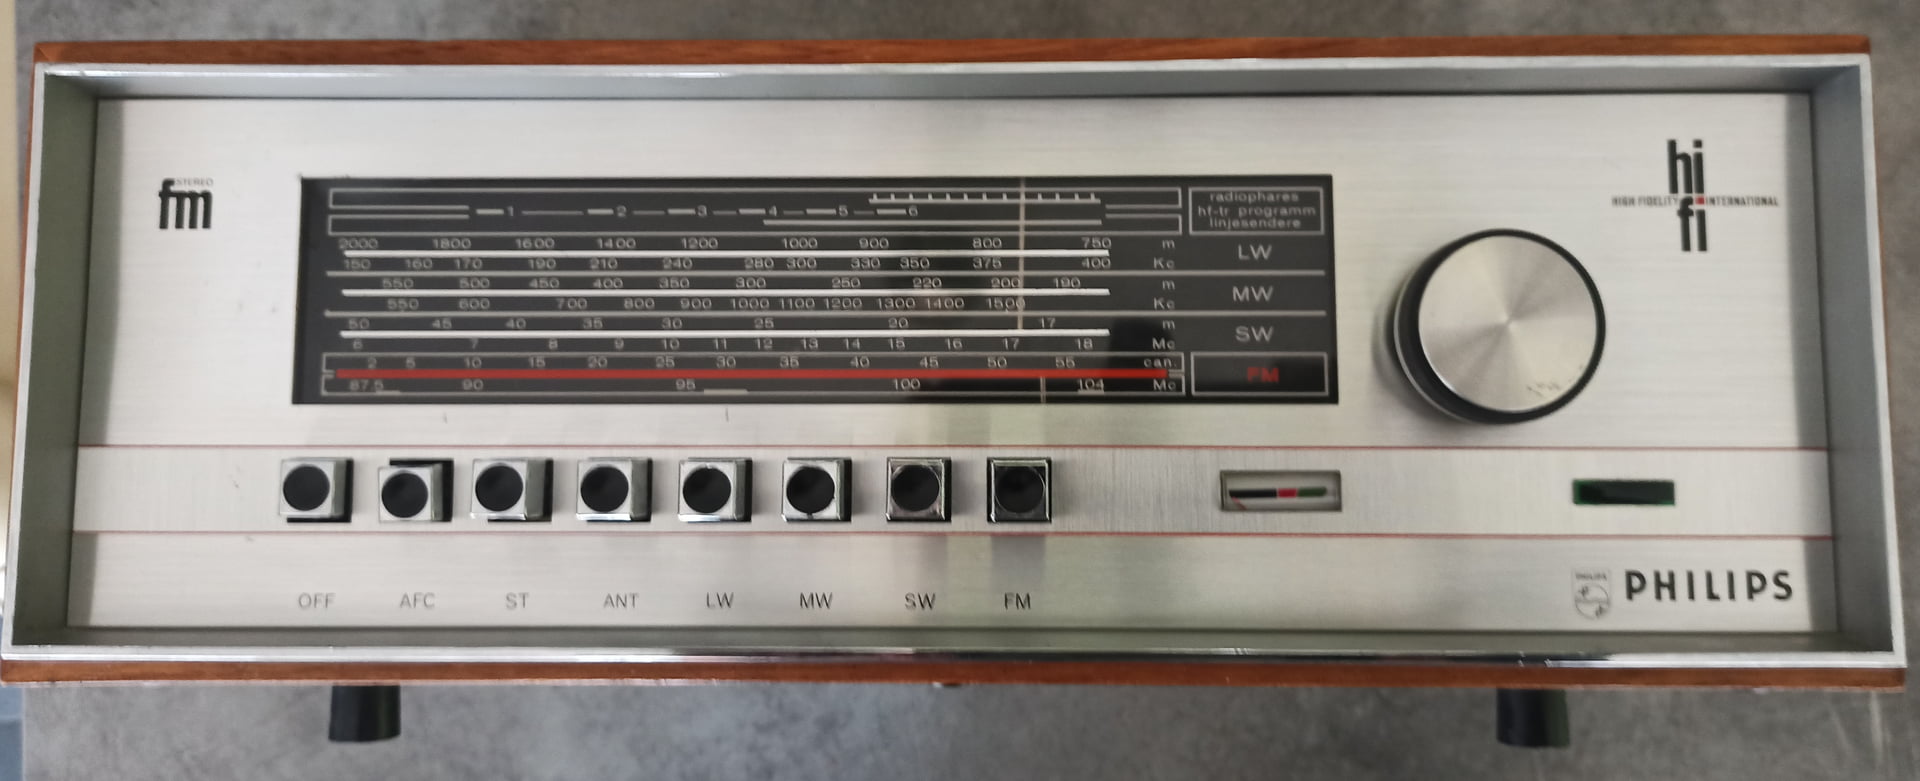 STEREO
fm
hi
HIGH FIDELITY INTERNATIONAL
fi
radiophares
hf-tr programm
linjesendere
1 2 3 4 5 6
2000 1800 1600 1400 1200 1000 900 800 750 m
LW
150 160 170 190 210 240 280 300 330 350 375 400 Kc
550 500 450 400 350 300 250 220 200 190 m
MW
550 600 700 800 900 1000 1100 1200 1300 1400 1500 Kc
50 45 40 35 30 25 20 17 m
SW
6 7 8 9 10 11 12 13 14 15 16 17 18 Mc
2 5 10 15 20 25 30 35 40 45 50 55 can
FM
87.5 90 95 100 104 Mc
OFF AFC ST ANT LW MW SW FM
PHILIPS
PHILIPS